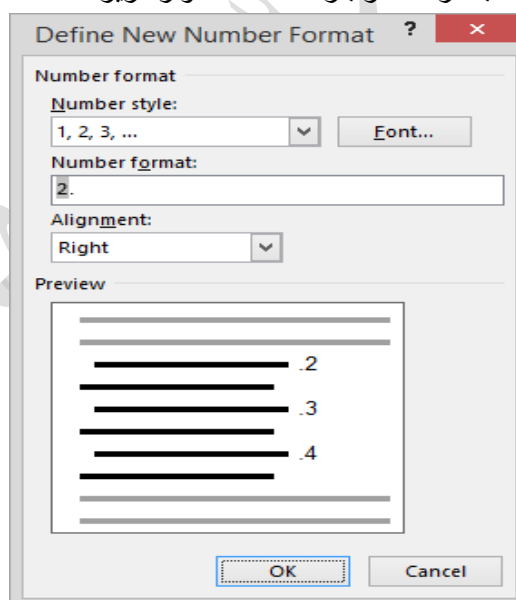 Define New Number Format ? ×
Number format
Number style:
1, 2, 3, ...
Font...
Number format:
2.
Alignment:
Right
Preview
.2
.3
.4
OK Cancel